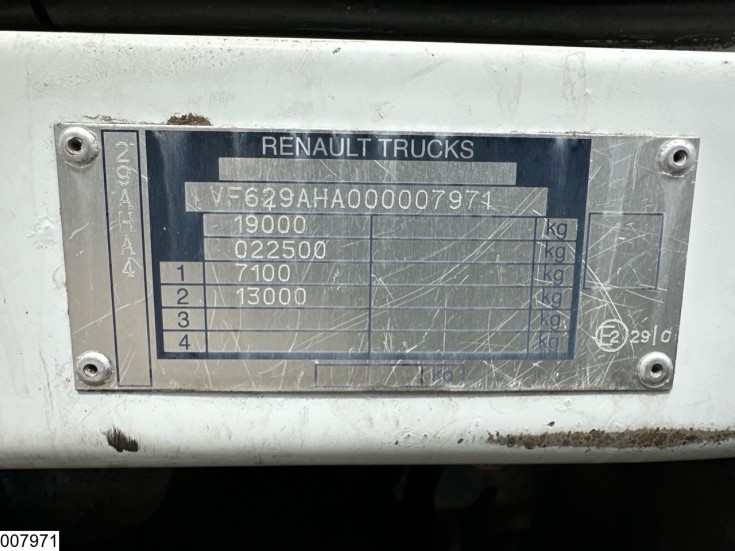 RENAULT TRUCKS
29AHA4
VF629AHA000007971
19000 kg
022500 kg
1 7100 kg
2 13000 kg
3 kg
4 kg
E2 29/0
007971